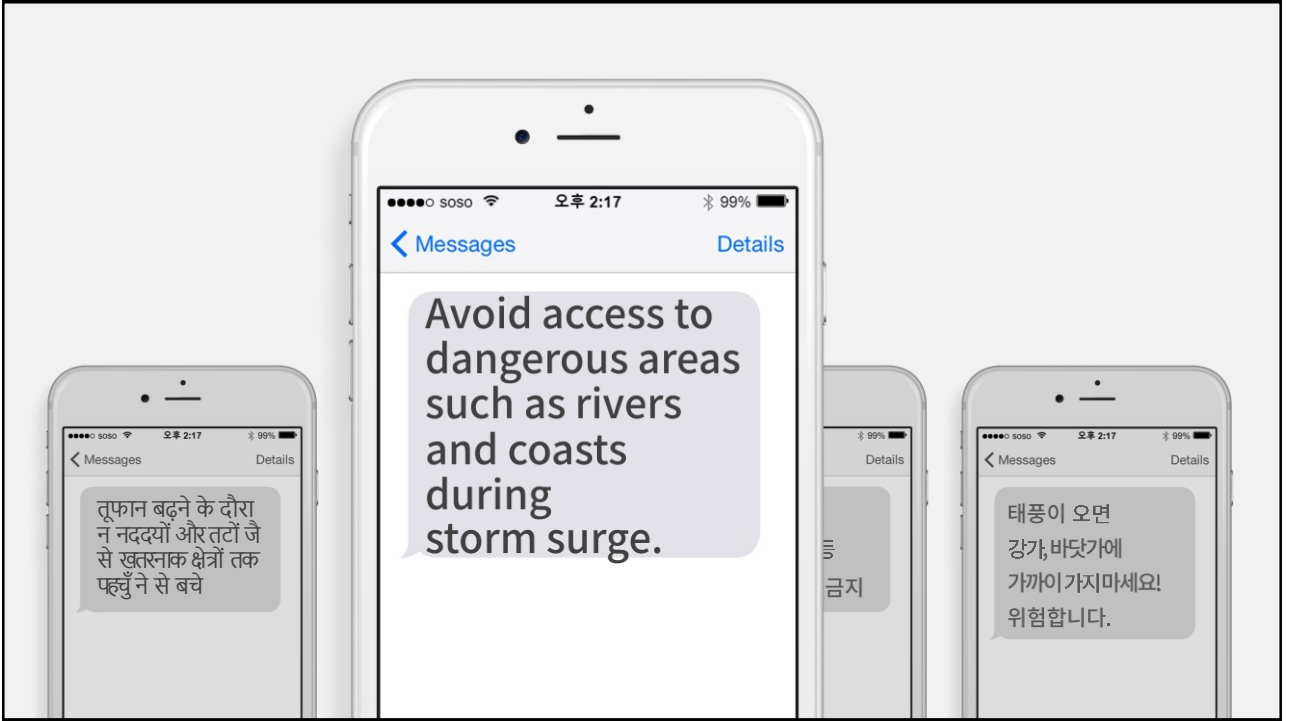 soso 오후 2:17 99%
Messages Details
Avoid access to
dangerous areas
such as rivers
and coasts
during
storm surge.
soso 오후 2:17 99%
Messages Details
तूफान बढ़ने के दौरा
न नददयों और तटों जै
से खतरनाक क्षेत्रों तक
पहचुँ ने से बचे
99%
Details
금지
soso 오후 2:17 99%
Messages Details
태풍이 오면
강가, 바닷가에
가까이 가지마세요!
위험합니다.